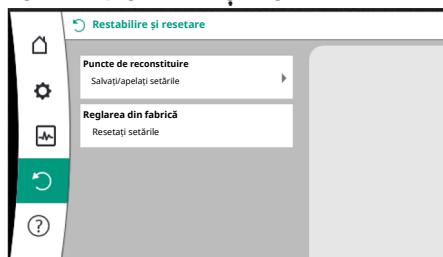 Restabilire și resetare
Puncte de reconstituire
Salvați/apelați setările
Reglarea din fabrică
Resetați setările